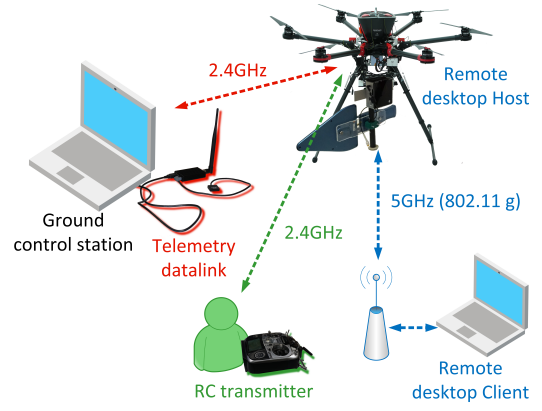 2.4GHz
Remote
desktop Host
Ground
control station
Telemetry
datalink
5GHz (802.11 g)
2.4GHz
RC transmitter
Remote
desktop Client